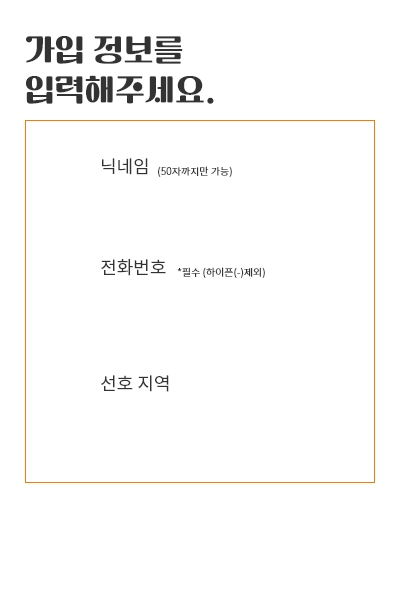 가입 정보를
입력해주세요.
닉네임 (50자까지만 가능)
전화번호 *필수 (하이픈(-)제외)
선호 지역